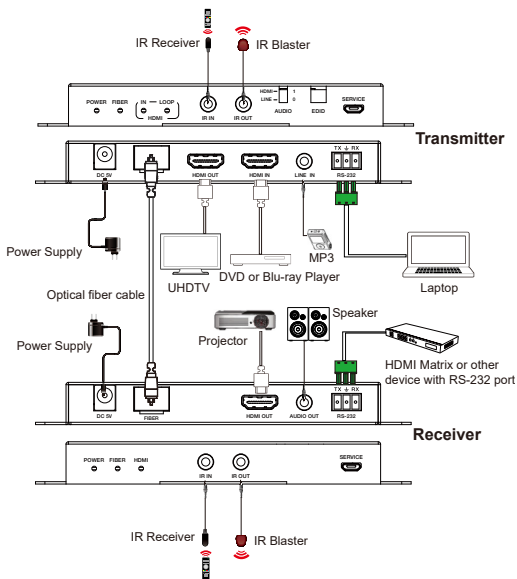 IR Receiver
IR Blaster
POWER FIBER IN LOOP
HDMI
IR IN
IR OUT
HDMI 1
LINE 0
AUDIO
EDID
SERVICE
Transmitter
DC 5V
HDMI OUT
HDMI IN
LINE IN
TX RX
RS-232
Power Supply
UHDTV
DVD or Blu-ray Player
MP3
Laptop
Optical fiber cable
Power Supply
Projector
Speaker
HDMI Matrix or other
device with RS-232 port
DC 5V
FIBER
HDMI OUT
AUDIO OUT
TX RX
RS-232
Receiver
POWER FIBER HDMI
IR IN
IR OUT
SERVICE
IR Receiver
IR Blaster